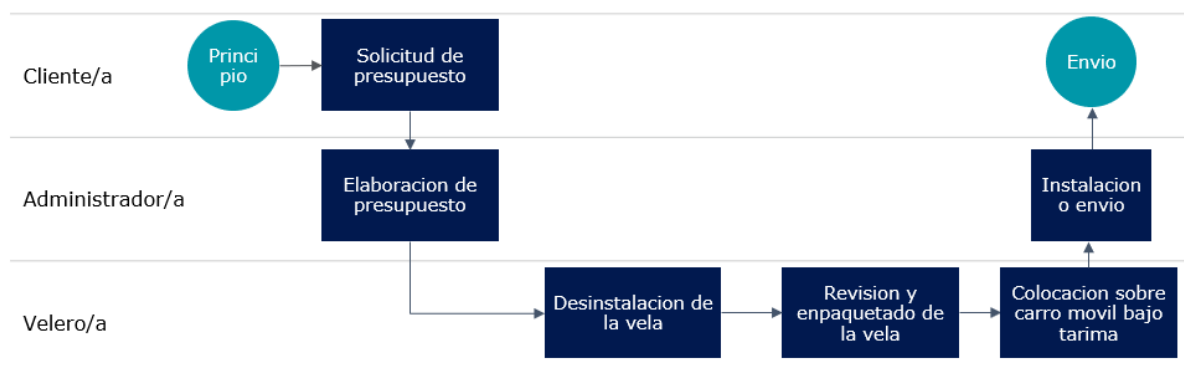 Cliente/a
Princi
pio
Solicitud de
presupuesto
Envio
Administrador/a
Elaboracion de
presupuesto
Instalacion
o envio
Velero/a
Desinstalacion de
la vela
Revision y
enpaquetado de
la vela
Colocacion sobre
carro movil bajo
tarima